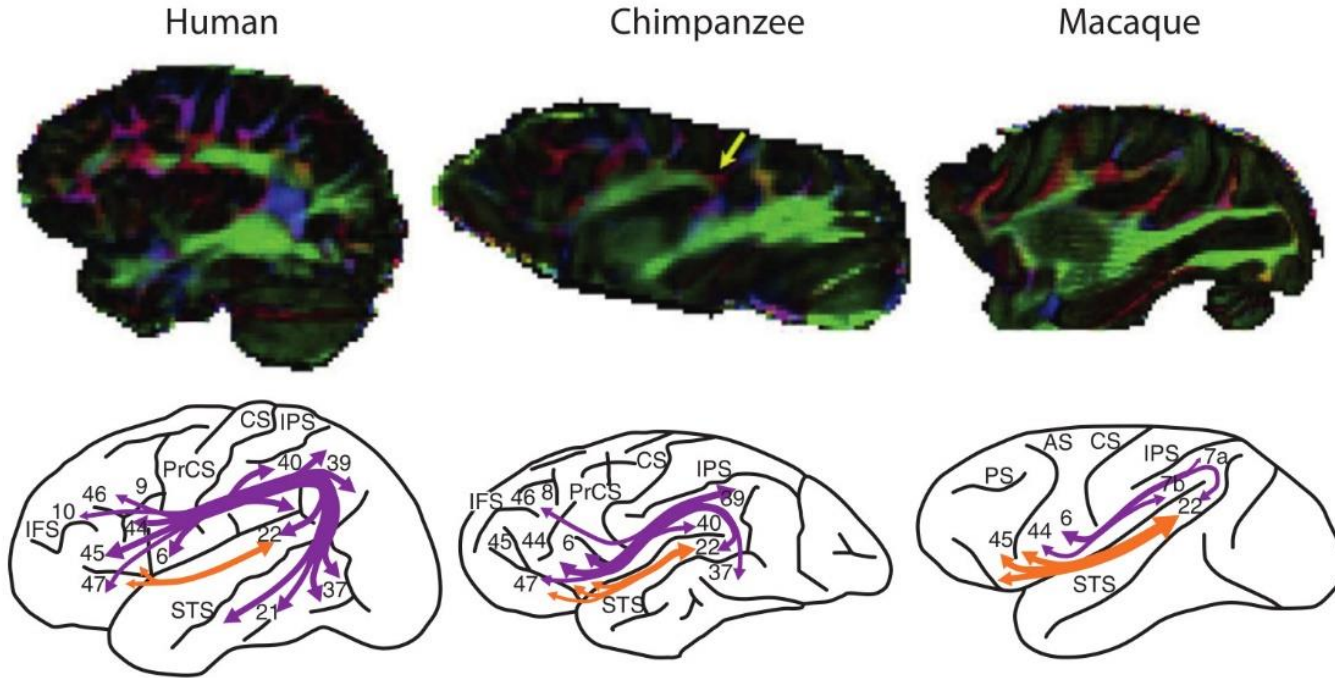 Human Chimpanzee Macaque
CS IPS
PrCS 40 39
9
46
10
IFS 44
45 6 22
47
STS 21 37
CS
PrCS IPS
IFS 46 8 39
45 44 6 40
22
47 37
STS
AS CS
PS IPS 7a
7b
6 22
45 44
STS